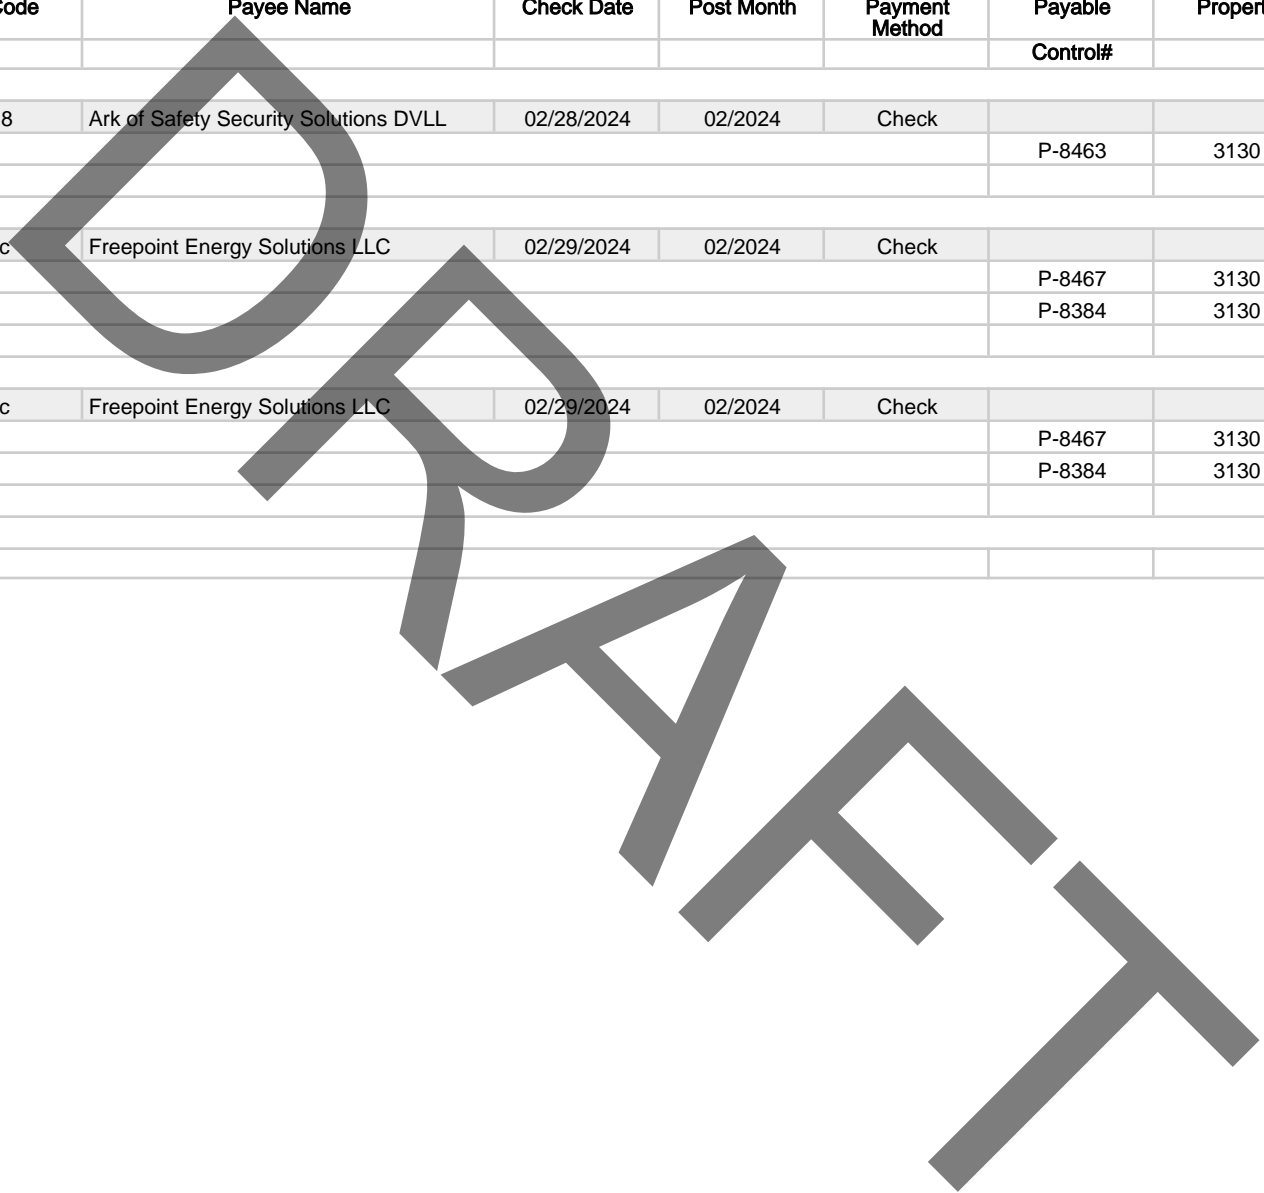 Code Payee Name Check Date Post Month Payment Method Payable Propert
Control#
8 Ark of Safety Security Solutions DVLL 02/28/2024 02/2024 Check
P-8463 3130
c Freepoint Energy Solutions LLC 02/29/2024 02/2024 Check
P-8467 3130
P-8384 3130
c Freepoint Energy Solutions LLC 02/29/2024 02/2024 Check
P-8467 3130
P-8384 3130
DRAFT